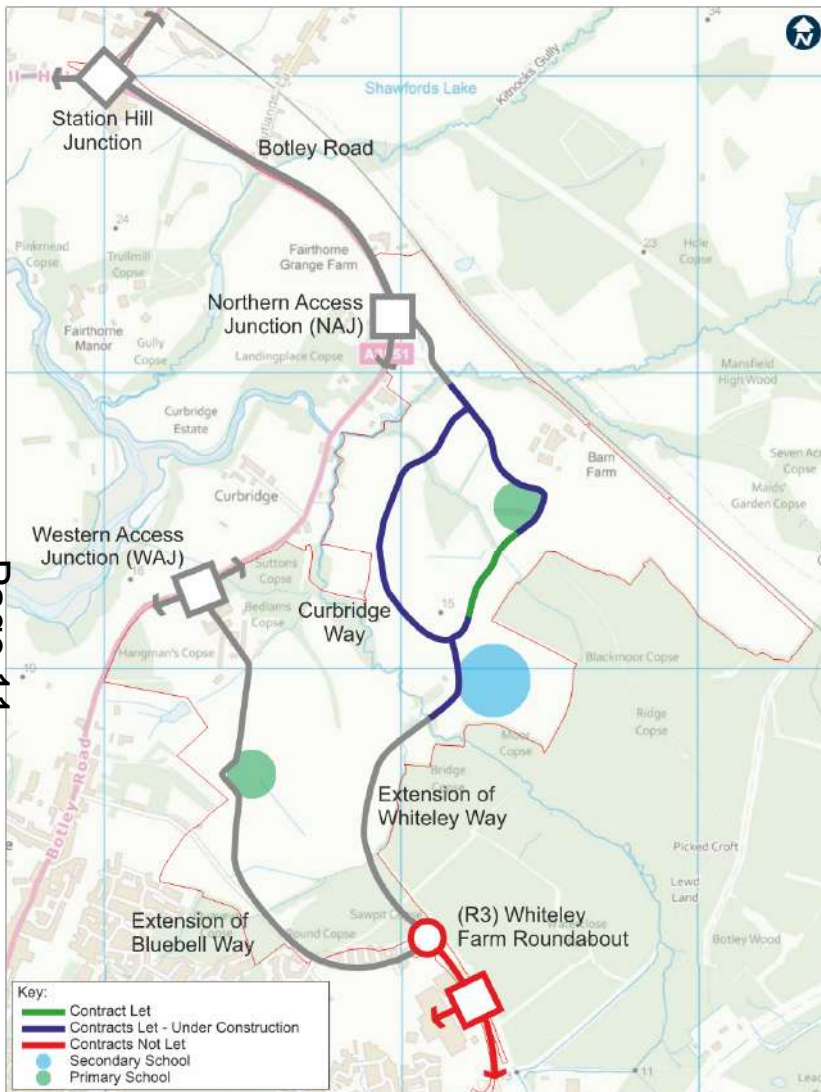 N
Shawfords Lake
Kitnocks Gully
Station Hill
Junction
Botley Road
24
Pinkmead
Copse
Trullmill
Copse
Fairthorne
Grange Farm
23
Hole
Copse
Northern Access
Junction (NAJ)
Fairthorne
Manor
Gully
Copse
Landingplace Copse
Mansfield
High Wood
Curbridge
Estate
Barn
Farm
Seven Acre
Copse
Maids'
Garden Copse
Curbridge
Western Access
Junction (WAJ)
18
Suttons
Copse
Bedlams
Copse
Curbridge
Way
15
Hangman's Copse
Blackmoor Copse
10
Ridge
Copse
Moor
Copse
Bridge
Copse
Botley Road
Extension of
Whiteley Way
Picked Croft
Lewd
Land
Extension of
Bluebell Way
Sawpit Copse
Round Copse
(R3) Whiteley
Farm Roundabout
Botley Wood
Key:
Contract Let
Contracts Let - Under Construction
Contracts Not Let
Secondary School
Primary School
11